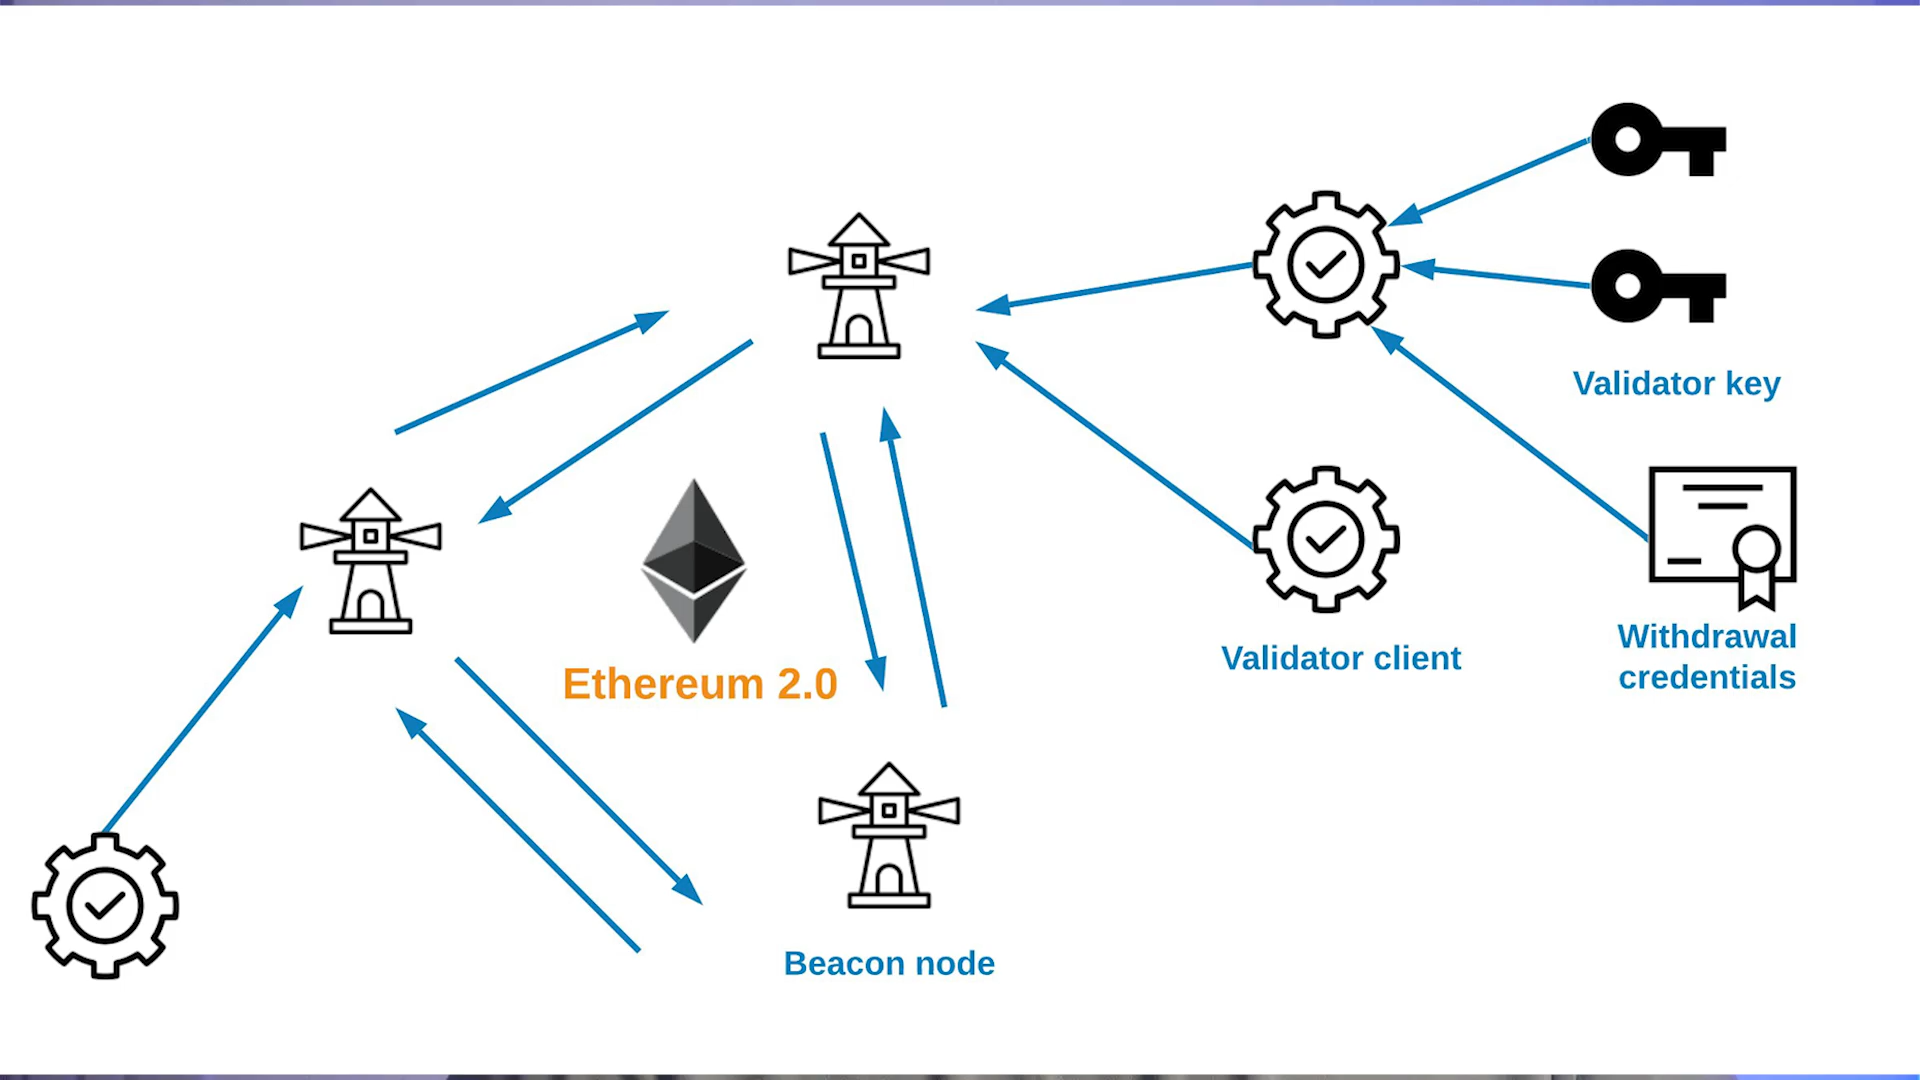 Validator key
Ethereum 2.0
Validator client
Withdrawal
credentials
Beacon node